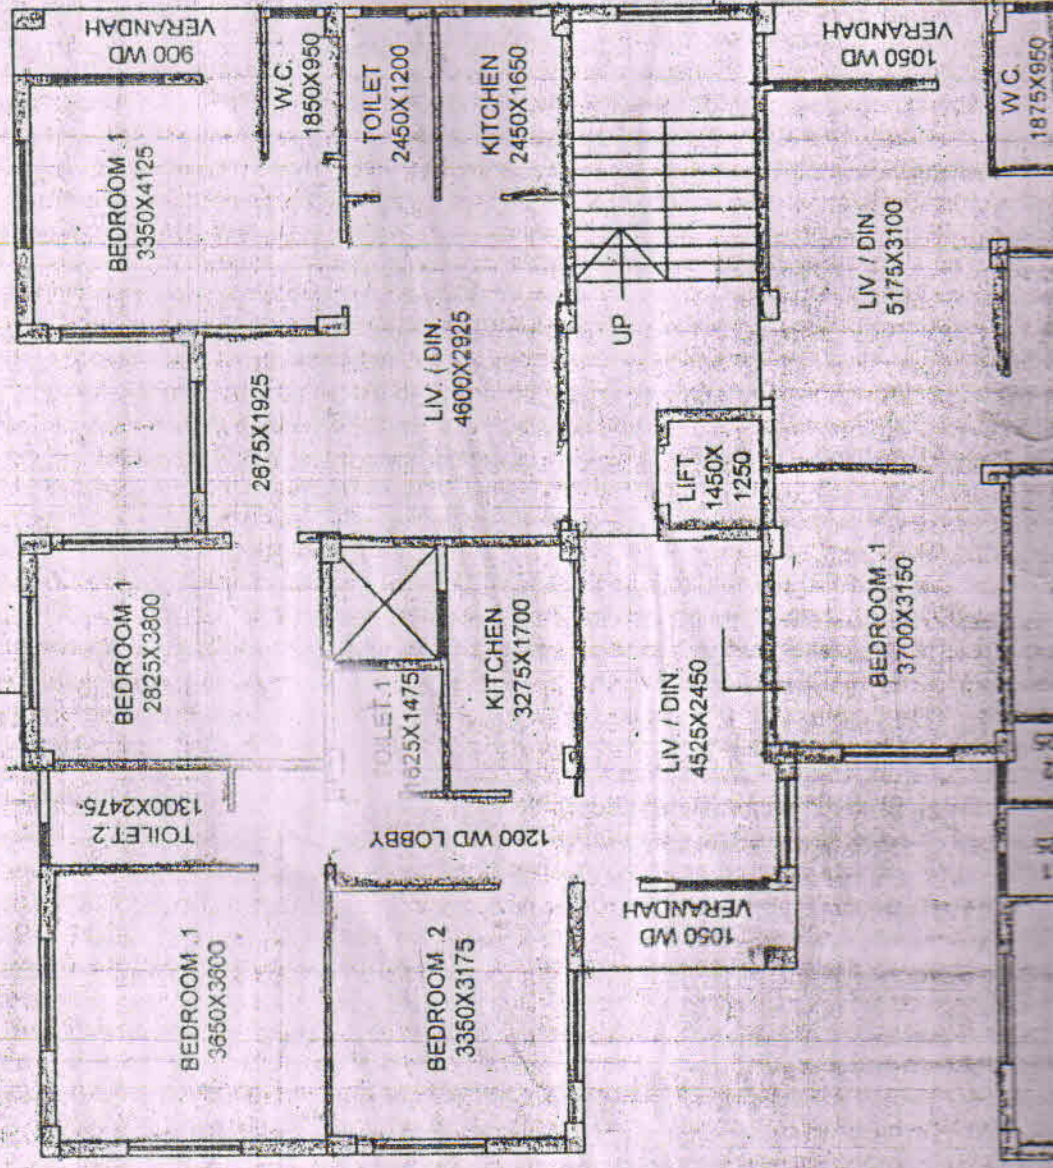 VERANDAH
900 WD
W.C.
1850X950
TOILET
2450X1200
KITCHEN
2450X1650
VERANDAH
1050 WD
W.C.
1875X950
BEDROOM .1
3350X4125
LIV. / DIN
4600X2925
2675X1925
UP
LIV. / DIN
5175X3100
LIFT
1450X
1250
BEDROOM .1
2825X3800
TOILET.2
1300X2475
TOILET.1
KITCHEN
3275X1700
LIV. / DIN
4525X2450
BEDROOM .1
3700X3150
1200 WD LOBBY
BEDROOM .1
3650X3600
BEDROOM 2
3350X3175
VERANDAH
1050 WD